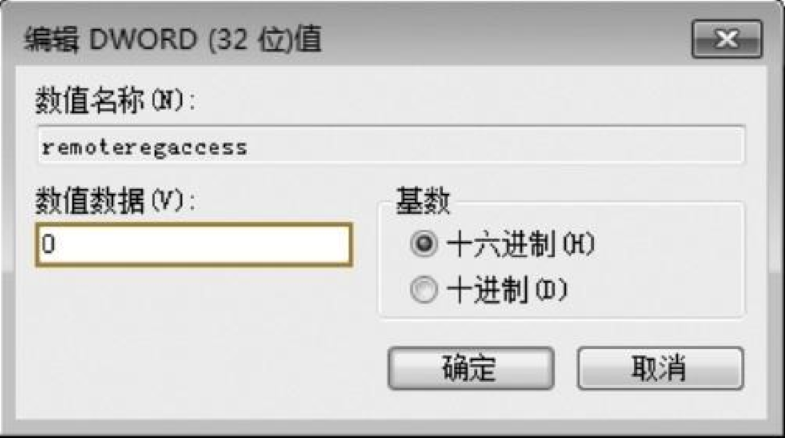 编辑 DWORD (32 位)值
数值名称(N):
remoteregaccess
数值数据(V):
0
基数
十六进制(H)
十进制(D)
确定
取消